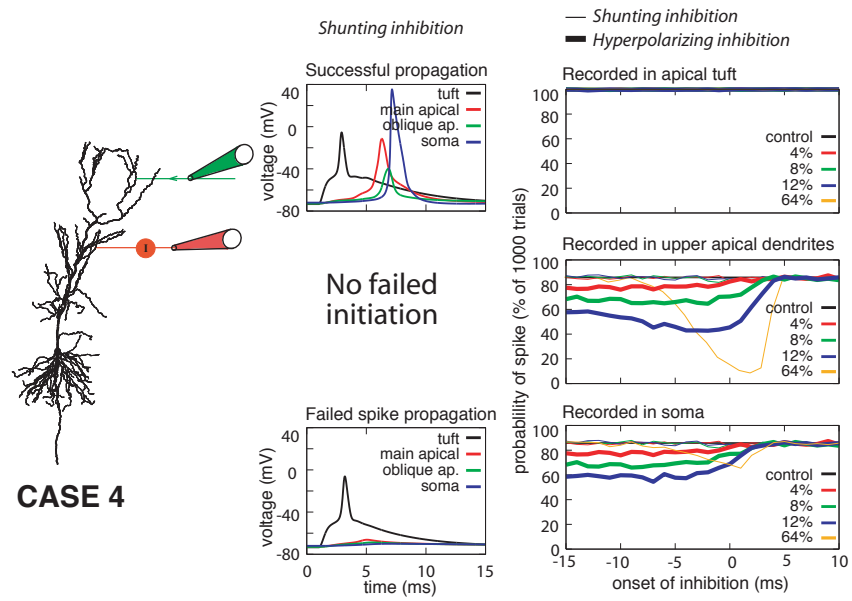 Shunting inhibition
Shunting inhibition
Hyperpolarizing inhibition
Successful propagation
40
0
-40
-80
voltage (mV)
tuft
main apical
oblique ap.
soma
0
5
10
15
No failed
initiation
Failed spike propagation
40
0
-40
-80
voltage (mV)
tuft
main apical
oblique ap.
soma
0
5
10
15
time (ms)
I
CASE 4
Recorded in apical tuft
100
80
60
40
20
0
control
4%
8%
12%
64%
Recorded in upper apical dendrites
100
80
60
40
20
0
control
4%
8%
12%
64%
Recorded in soma
100
80
60
40
20
0
control
4%
8%
12%
64%
-15
-10
-5
0
5
10
onset of inhibition (ms)
probablility of spike (% of 1000 trials)